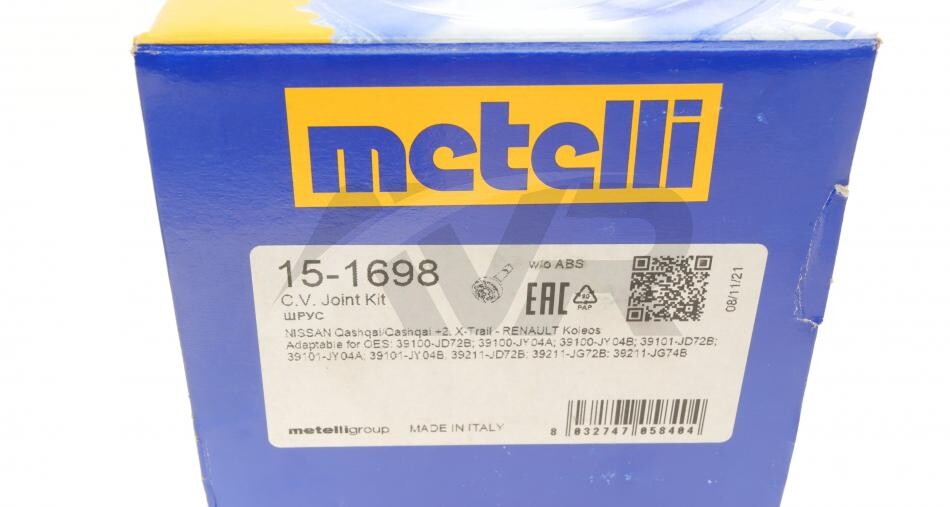 metelli
15-1698
w/o ABS
C.V. Joint Kit
ШРУС
EAC
PAP
08/11/21
NISSAN Qashqai/Qashqai +2, X-Trail - RENAULT Koleos
Adaptable for OES: 39100-JD72B; 39100-JY04A; 39100-JY04B; 39101-JD72B;
39101-JY04A; 39101-JY04B; 39211-JD72B; 39211-JG72B; 39211-JG74B
metelligroup MADE IN ITALY
8 032747 058404